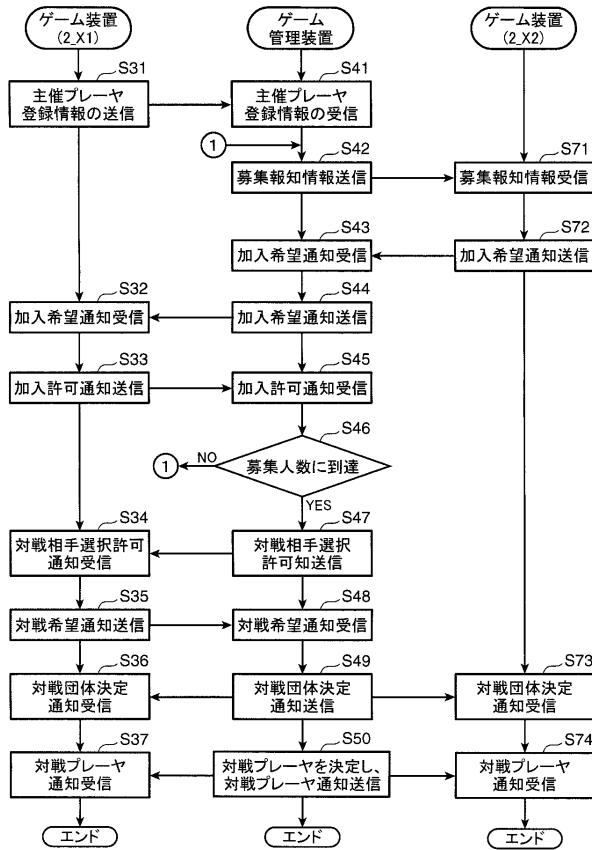 ゲーム装置
(2_X1)
ゲーム
管理装置
ゲーム装置
(2_X2)
S31
主催プレーヤ
登録情報の送信
S41
主催プレーヤ
登録情報の受信
1
S42
募集報知情報送信
S71
募集報知情報受信
S43
加入希望通知受信
S72
加入希望通知送信
S32
加入希望通知受信
S44
加入希望通知送信
S33
加入許可通知送信
S45
加入許可通知受信
S46
募集人数に到達
NO
1
YES
S34
対戦相手選択許可
通知受信
S47
対戦相手選択
許可知送信
S35
対戦希望通知送信
S48
対戦希望通知受信
S36
対戦団体決定
通知受信
S49
対戦団体決定
通知送信
S73
対戦団体決定
通知受信
S37
対戦プレーヤ
通知受信
S50
対戦プレーヤを決定し、
対戦プレーヤ通知送信
S74
対戦プレーヤ
通知受信
エンド
エンド
エンド